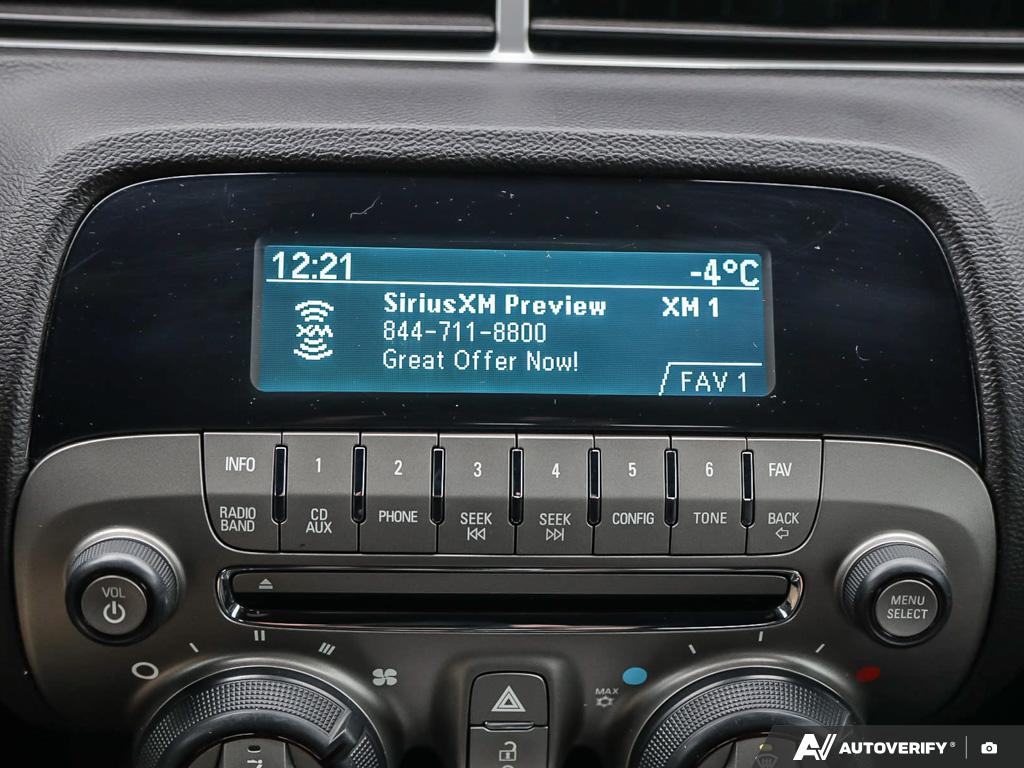 12:21 -4°C
SiriusXM Preview XM 1
XM
844-711-8800
Great Offer Now!
FAV 1
INFO 1 2 3 4 5 6 FAV
RADIO BAND
CD AUX
PHONE
SEEK
SEEK
CONFIG
TONE
BACK
VOL
MENU SELECT
MAX
AUTOVERIFY®